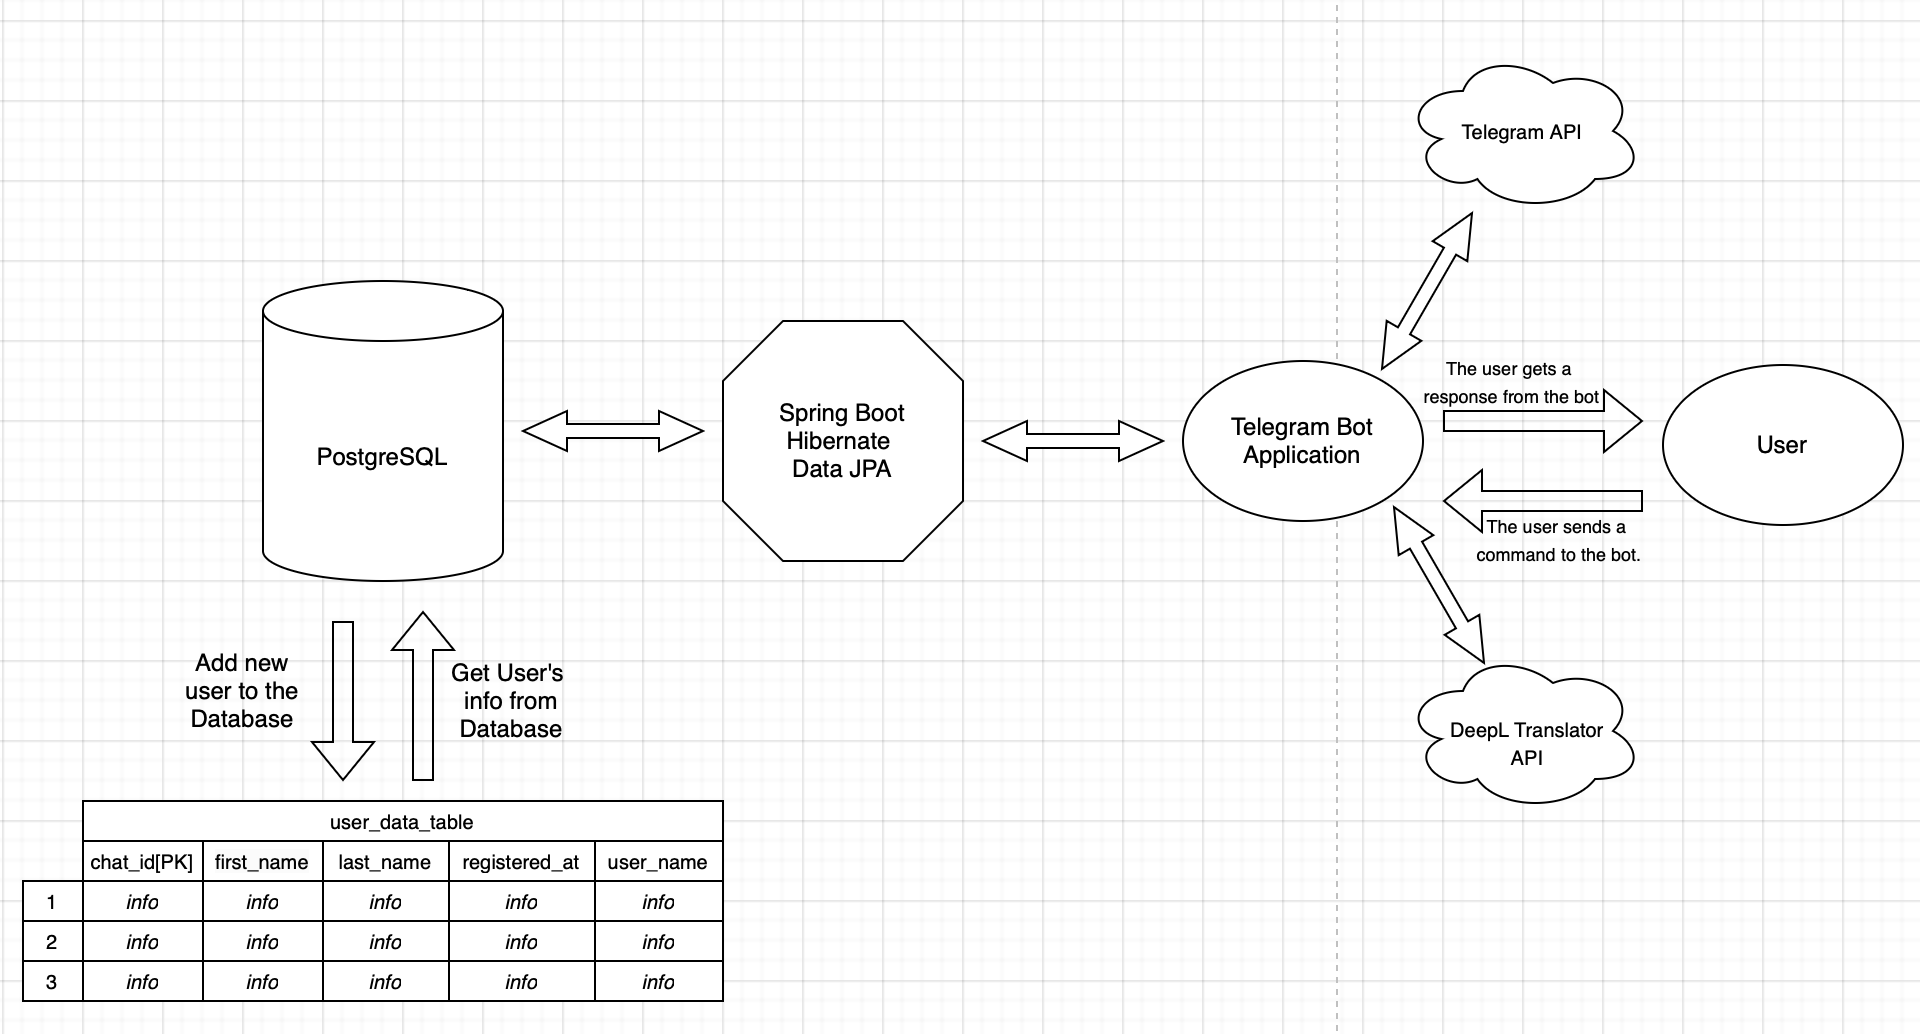 Telegram API
The user gets a
response from the bot
Spring Boot
Hibernate
Data JPA
PostgreSQL
Telegram Bot
Application
User
The user sends a
command to the bot.
Add new
user to the
Database
Get User's
info from
Database
DeepL Translator
API
user_data_table
chat_id[PK] first_name last_name registered_at user_name
1 info info info info info
2 info info info info info
3 info info info info info